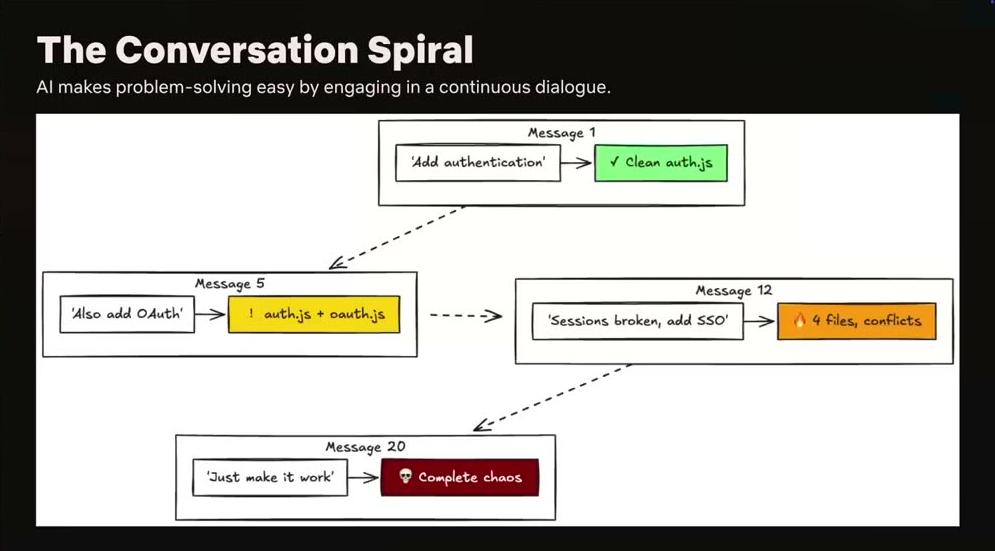 The Conversation Spiral
AI makes problem-solving easy by engaging in a continuous dialogue.
Message 1
'Add authentication'
✓ Clean auth.js
Message 5
'Also add OAuth'
! auth.js + oauth.js
Message 12
'Sessions broken, add SSO'
🔥 4 files, conflicts
Message 20
'Just make it work'
💀 Complete chaos